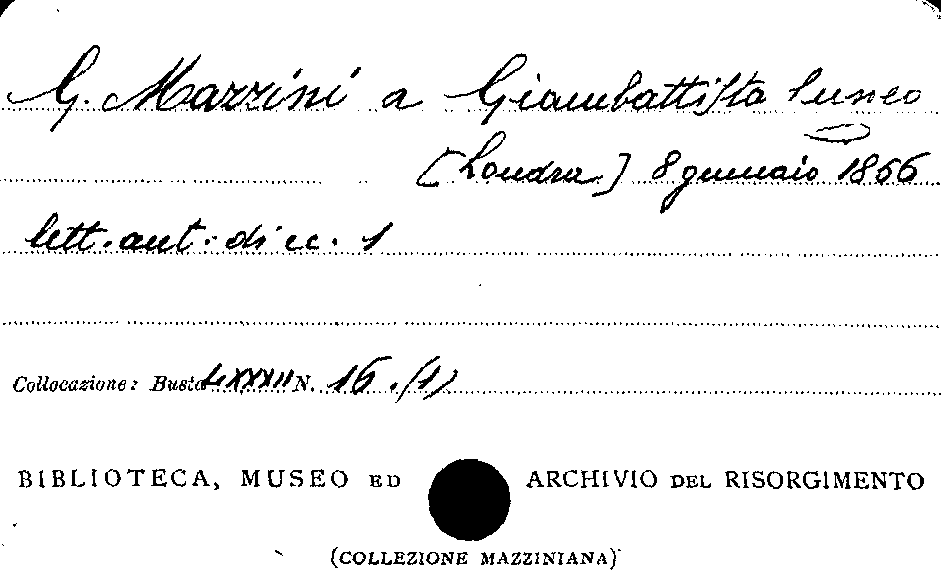 G. Mazzini a Giambattista Cuneo
[Londra] 8 gennaio 1866
lett. aut. di cc. 1
Collocazione: Busta LXXXII N. 16.(1)
BIBLIOTECA, MUSEO ED ARCHIVIO DEL RISORGIMENTO
(COLLEZIONE MAZZINIANA)